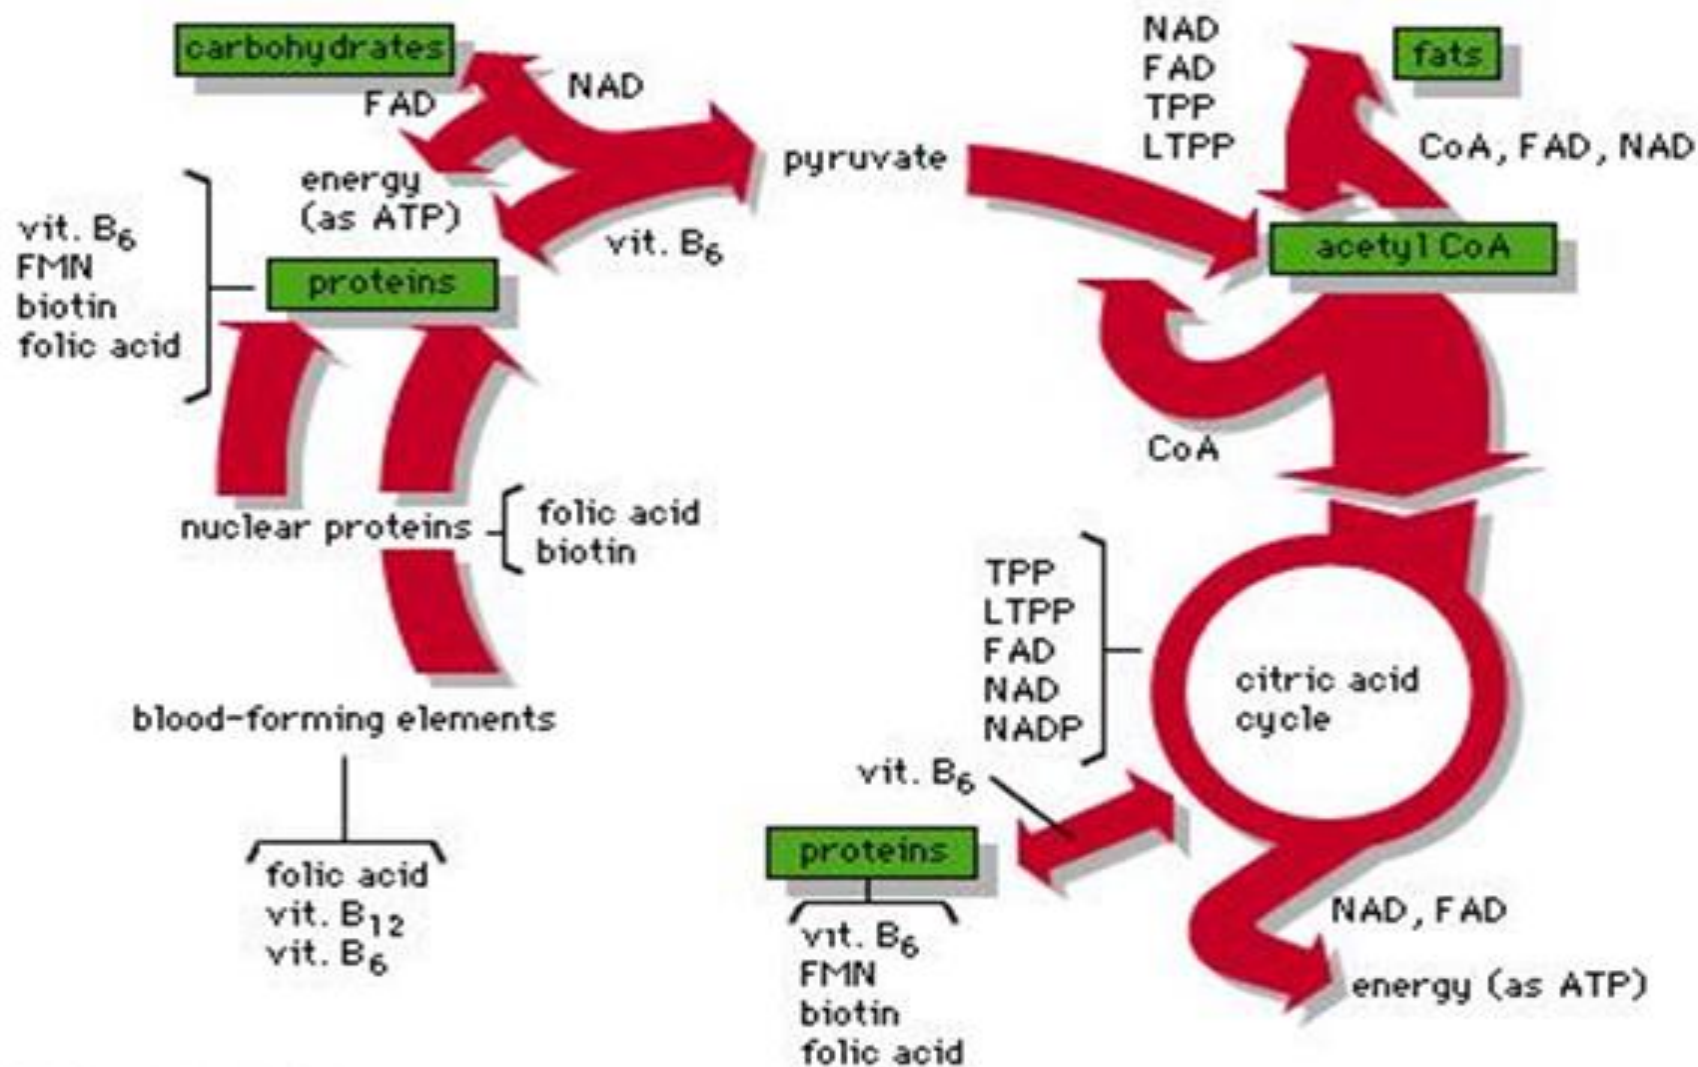 carbohydrates
NAD
FAD
energy
(as ATP)
vit. B6
FMN
biotin
folic acid
proteins
vit. B6
pyruvate
NAD
FAD
TPP
LTPP
fats
CoA, FAD, NAD
acetyl CoA
CoA
nuclear proteins
folic acid
biotin
blood-forming elements
folic acid
vit. B12
vit. B6
TPP
LTPP
FAD
NAD
NADP
citric acid
cycle
vit. B6
proteins
vit. B6
FMN
biotin
folic acid
NAD, FAD
energy (as ATP)